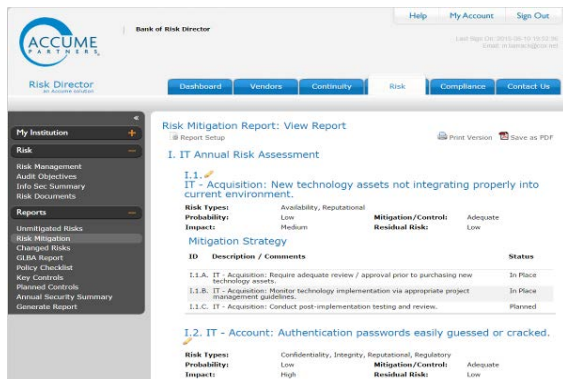 Help My Account Sign Out
Bank of Risk Director
ACCUME
PARTNERS
Risk Director
an Accume solution
Dashboard Vendors Continuity Risk Compliance Contact Us
«
My Institution +
Risk −
Risk Management
Audit Objectives
Info Sec Summary
Risk Documents
Reports −
Unmitigated Risks
Risk Mitigation
Changed Risks
GLBA Report
Policy Checklist
Key Controls
Planned Controls
Annual Security Summary
Generate Report
Risk Mitigation Report: View Report
Report Setup Print Version Save as PDF
I. IT Annual Risk Assessment
I.1.
IT - Acquisition: New technology assets not integrating properly into
current environment.
Risk Types: Availability, Reputational
Probability: Low Mitigation/Control: Adequate
Impact: Medium Residual Risk: Low
Mitigation Strategy
ID Description / Comments Status
I.1.A. IT - Acquisition: Require adequate review / approval prior to purchasing new
technology assets. In Place
I.1.B. IT - Acquisition: Monitor technology implementation via appropriate project
management guidelines. In Place
I.1.C. IT - Acquisition: Conduct post-implementation testing and review. Planned
I.2. IT - Account: Authentication passwords easily guessed or cracked.
Risk Types: Confidentiality, Integrity, Reputational, Regulatory
Probability: Low Mitigation/Control: Adequate
Impact: High Residual Risk: Low